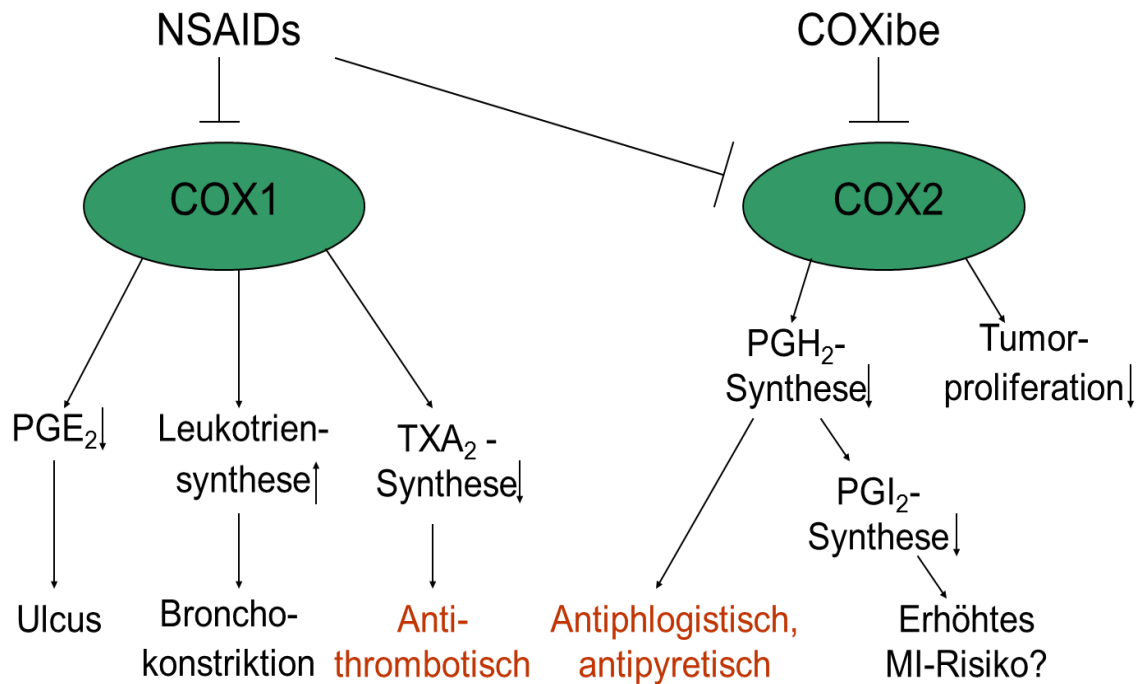 NSAIDs
COXibe
COX1
COX2
PGE₂↓
Leukotrien-
synthese↑
TXA₂ -
Synthese↓
PGH₂-
Synthese↓
Tumor-
proliferation↓
PGI₂-
Synthese↓
Ulcus
Broncho-
konstriktion
Anti-
thrombotisch
Antiphlogistisch,
antipyretisch
Erhöhtes
MI-Risiko?